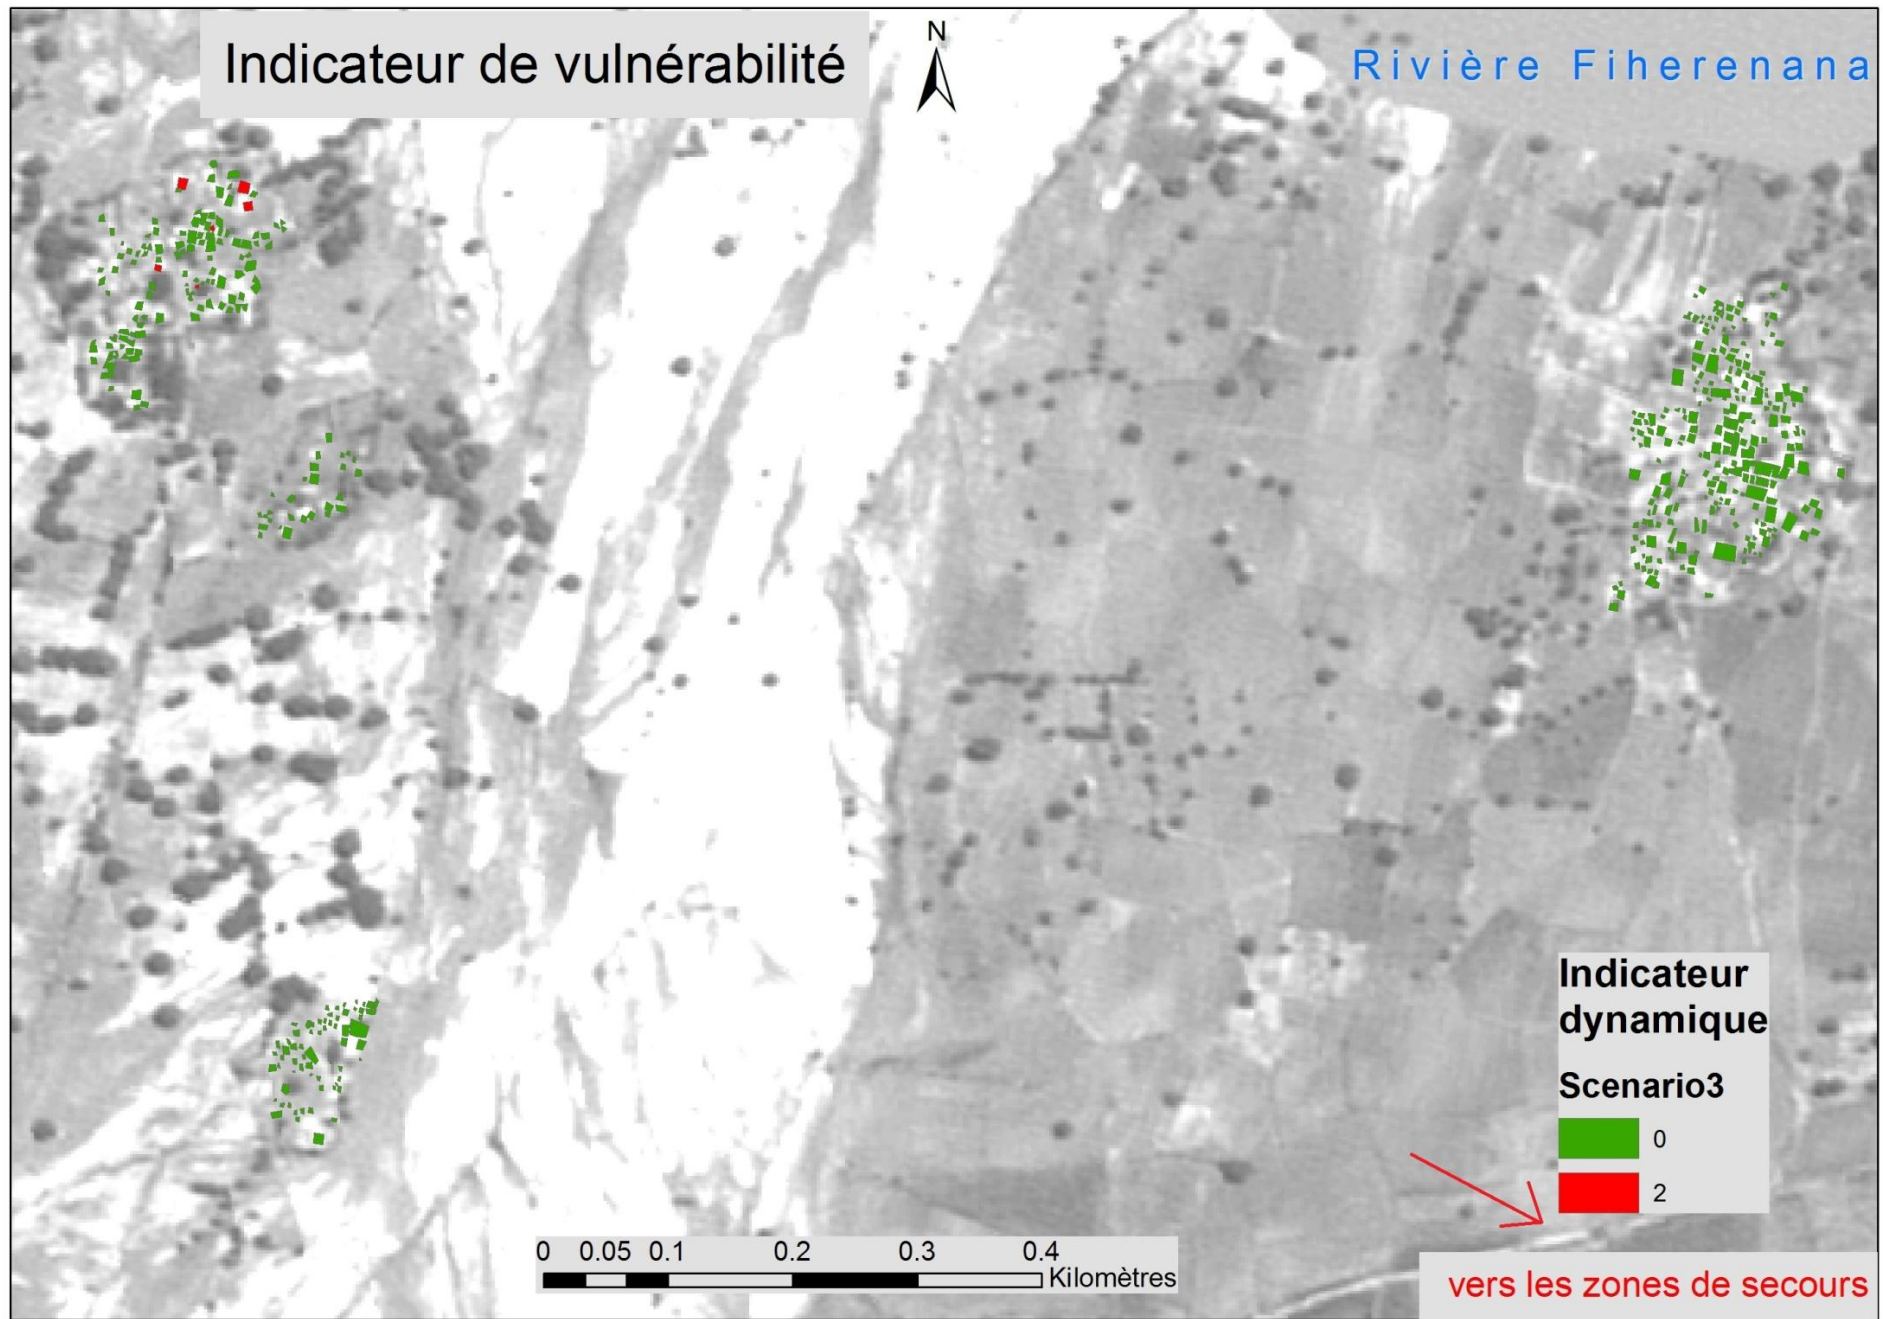 Indicateur de vulnérabilité
N
Rivière Fiherenana
Indicateur
dynamique
Scenario3
0
2
0 0.05 0.1 0.2 0.3 0.4
Kilomètres
vers les zones de secours